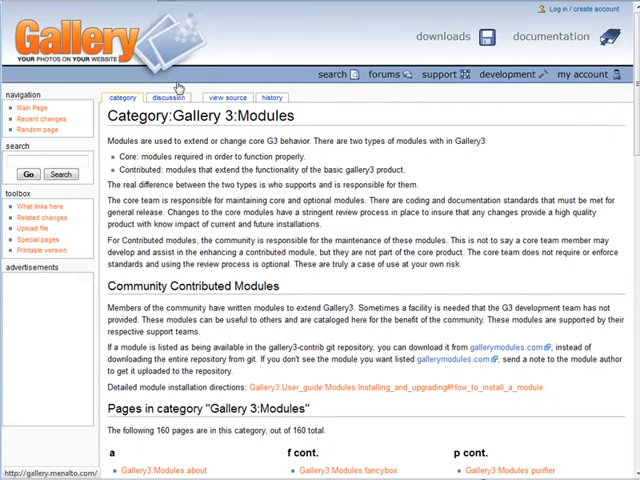 Log in / create account
Gallery
YOUR PHOTOS ON YOUR WEBSITE
downloads documentation
search forums support development my account
navigation
Main Page
Recent changes
Random page
search
Go Search
toolbox
What links here
Related changes
Upload file
Special pages
Printable version
advertisements
category discussion view source history
Category:Gallery 3:Modules
Modules are used to extend or change core G3 behavior. There are two types of modules with in Gallery3:
Core: modules required in order to function properly.
Contributed: modules that extend the functionality of the basic gallery3 product.
The real difference between the two types is who supports and is responsible for them.
The core team is responsible for maintaining core and optional modules. There are coding and documentation standards that must be met for
general release. Changes to the core modules have a stringent review process in place to insure that any changes provide a high quality
product with know impact of current and future installations.
For Contributed modules, the community is responsible for the maintenance of these modules. This is not to say a core team member may
develop and assist in the enhancing a contributed module, but they are not part of the core product. The core team does not require or enforce
standards and using the review process is optional. These are truly a case of use at your own risk.
Community Contributed Modules
Members of the community have written modules to extend Gallery3. Sometimes a facility is needed that the G3 development team has not
provided. These modules can be useful to others and are cataloged here for the benefit of the community. These modules are supported by their
respective support teams.
If a module is listed as being available in the gallery3-contrib git repository, you can download it from gallerymodules.com, instead of
downloading the entire repository from git. If you don't see the module you want listed gallerymodules.com, send a note to the module author
to get it uploaded to the repository.
Detailed module installation directions: Gallery3:User_guide:Modules:Installing_and_upgrading#How_to_install_a_module
Pages in category "Gallery 3:Modules"
The following 160 pages are in this category, out of 160 total.
a f cont. p cont.
Gallery3:Modules:about Gallery3:Modules:fancybox Gallery3:Modules:purifier
http://gallery.menalto.com/